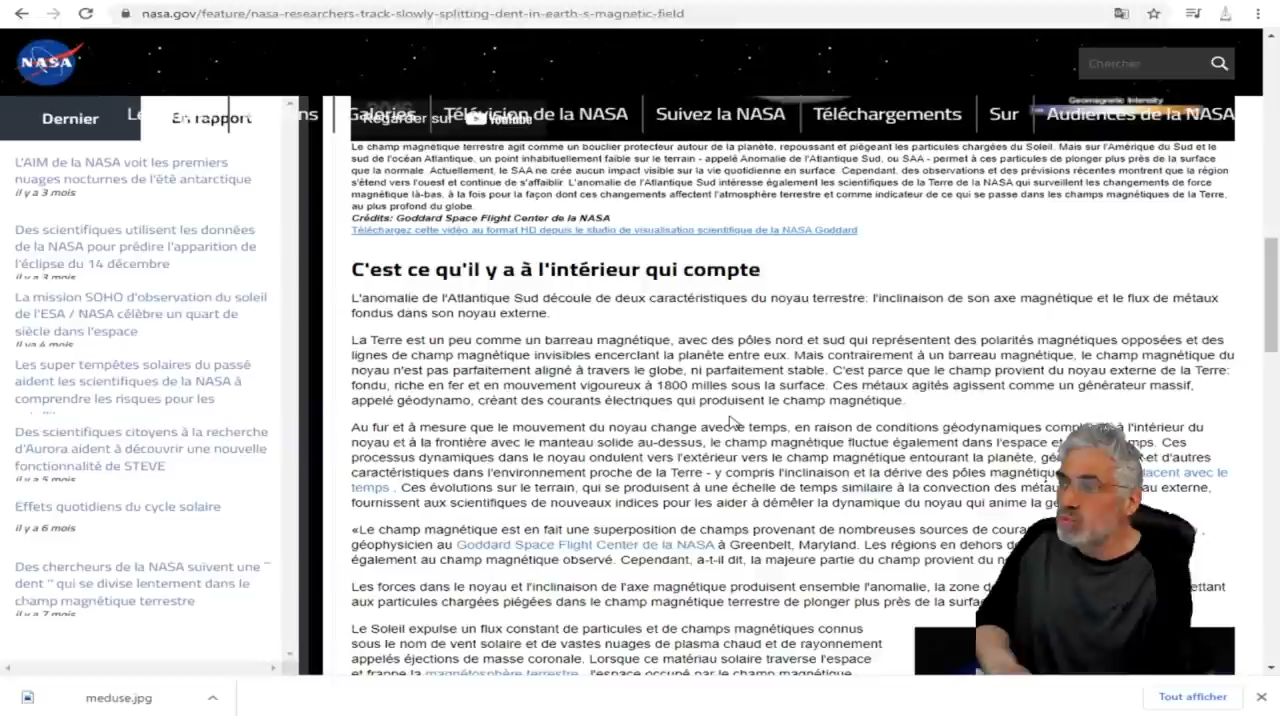 nasa.gov/feature/nasa-researchers-track-slowly-splitting-dent-in-earth-s-magnetic-field
NASA
Chercher
Dernier
En rapport
Galeries
Télévision de la NASA
Suivez la NASA
Téléchargements
Sur
Audiences de la NASA
Regarder sur YouTube
Geomagnetic Intensity
L'AIM de la NASA voit les premiers
nuages nocturnes de l'été antarctique
il y a 3 mois
Des scientifiques utilisent les données
de la NASA pour prédire l'apparition de
l'éclipse du 14 décembre
il y a 3 mois
La mission SOHO d'observation du soleil
de l'ESA / NASA célèbre un quart de
siècle dans l'espace
il y a 4 mois
Les super tempêtes solaires du passé
aident les scientifiques de la NASA à
comprendre les risques pour les
Des scientifiques citoyens à la recherche
d'Aurora aident à découvrir une nouvelle
fonctionnalité de STEVE
il y a 5 mois
Effets quotidiens du cycle solaire
il y a 6 mois
Des chercheurs de la NASA suivent une "
dent " qui se divise lentement dans le
champ magnétique terrestre
il y a 7 mois
Le champ magnétique terrestre agit comme un bouclier protecteur autour de la planète, repoussant et piégeant les particules chargées du Soleil. Mais sur l'Amérique du Sud et le
sud de l'océan Atlantique, un point inhabituellement faible sur le terrain - appelé Anomalie de l'Atlantique Sud, ou SAA - permet à ces particules de plonger plus près de la surface
que la normale. Actuellement, le SAA ne crée aucun impact visible sur la vie quotidienne en surface. Cependant, des observations et des prévisions récentes montrent que la région
s'étend vers l'ouest et continue de s'affaiblir. L'anomalie de l'Atlantique Sud intéresse également les scientifiques de la Terre de la NASA qui surveillent les changements de force
magnétique là-bas, à la fois pour la façon dont ces changements affectent l'atmosphère terrestre et comme indicateur de ce qui se passe dans les champs magnétiques de la Terre,
au plus profond du globe.
Crédits: Goddard Space Flight Center de la NASA
Téléchargez cette vidéo au format HD depuis le studio de visualisation scientifique de la NASA Goddard
C'est ce qu'il y a à l'intérieur qui compte
L'anomalie de l'Atlantique Sud découle de deux caractéristiques du noyau terrestre: l'inclinaison de son axe magnétique et le flux de métaux
fondus dans son noyau externe.
La Terre est un peu comme un barreau magnétique, avec des pôles nord et sud qui représentent des polarités magnétiques opposées et des
lignes de champ magnétique invisibles encerclant la planète entre eux. Mais contrairement à un barreau magnétique, le champ magnétique du
noyau n'est pas parfaitement aligné à travers le globe, ni parfaitement stable. C'est parce que le champ provient du noyau externe de la Terre:
fondu, riche en fer et en mouvement vigoureux à 1800 milles sous la surface. Ces métaux agités agissent comme un générateur massif,
appelé géodynamo, créant des courants électriques qui produisent le champ magnétique.
Au fur et à mesure que le mouvement du noyau change avec le temps, en raison de conditions géodynamiques à l'intérieur du
noyau et à la frontière avec le manteau solide au-dessus, le champ magnétique fluctue également dans l'espace et Ces
processus dynamiques dans le noyau ondulent vers l'extérieur vers le champ magnétique entourant la planète, et d'autres
caractéristiques dans l'environnement proche de la Terre - y compris l'inclinaison et la dérive des pôles avec le
temps . Ces évolutions sur le terrain, qui se produisent à une échelle de temps similaire à la convection des noyau externe,
fournissent aux scientifiques de nouveaux indices pour les aider à démêler la dynamique du noyau qui anime la
«Le champ magnétique est en fait une superposition de champs provenant de nombreuses sources de
géophysicien au Goddard Space Flight Center de la NASA à Greenbelt, Maryland. Les régions en dehors
également au champ magnétique observé. Cependant, a-t-il dit, la majeure partie du champ provient du
Les forces dans le noyau et l'inclinaison de l'axe magnétique produisent ensemble l'anomalie, la zone
aux particules chargées piégées dans le champ magnétique terrestre de plonger plus près de la
Le Soleil expulse un flux constant de particules et de champs magnétiques connus
sous le nom de vent solaire et de vastes nuages de plasma chaud et de rayonnement
appelés éjections de masse coronale. Lorsque ce matériau solaire traverse l'espace
et frappe la magnétosphère terrestre , l'espace occupé par le champ magnétique
meduse.jpg
Tout afficher